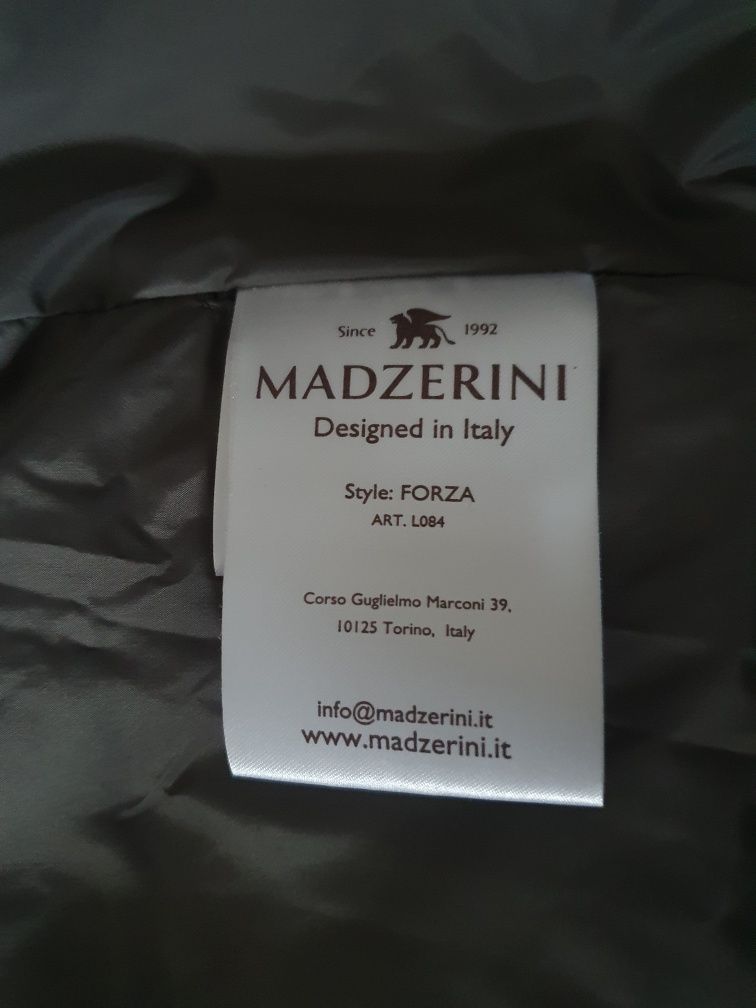 Since 1992
MADZERINI
Designed in Italy
Style: FORZA
ART. L084
Corso Guglielmo Marconi 39,
10125 Torino, Italy
info@madzerini.it
www.madzerini.it